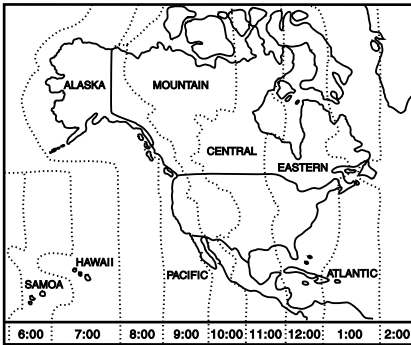 ALASKA MOUNTAIN
CENTRAL
EASTERN
HAWAII
SAMOA
PACIFIC
ATLANTIC
6:00 7:00 8:00 9:00 10:00 11:00 12:00 1:00 2:00